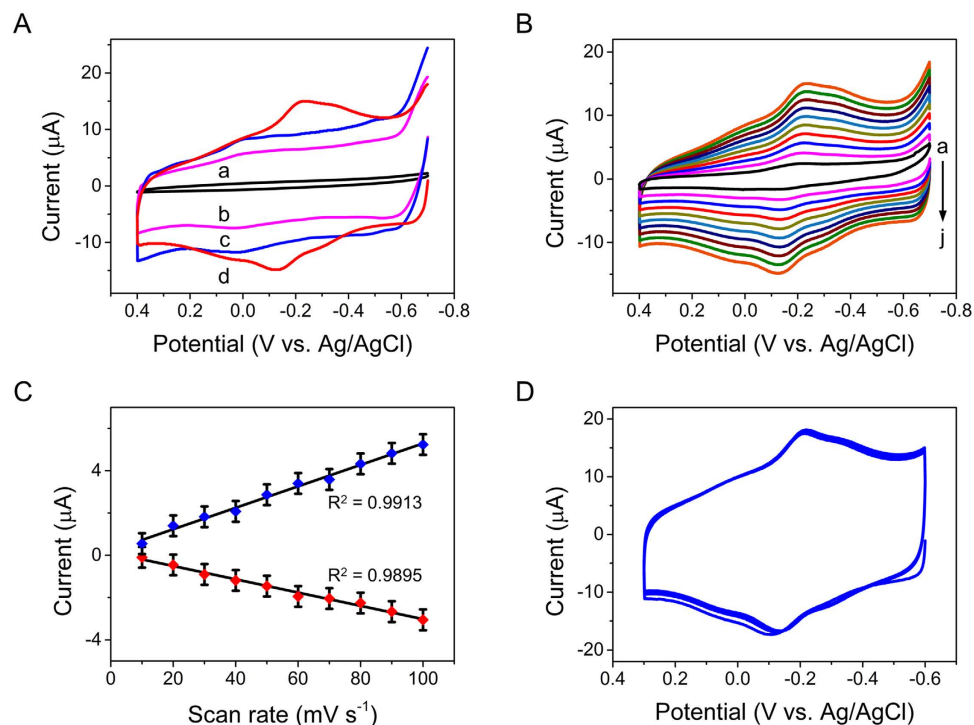 A
Current (μA)
20
10
0
-10
a
b
c
d
0.4 0.2 0.0 -0.2 -0.4 -0.6 -0.8
Potential (V vs. Ag/AgCl)
B
Current (μA)
20
10
0
-10
a
j
0.4 0.2 0.0 -0.2 -0.4 -0.6 -0.8
Potential (V vs. Ag/AgCl)
C
Current (μA)
4
0
-4
R² = 0.9913
R² = 0.9895
20 40 60 80 100
Scan rate (mV s⁻¹)
D
Current (μA)
20
10
0
-10
-20
0.4 0.2 0.0 -0.2 -0.4 -0.6
Potential (V vs. Ag/AgCl)